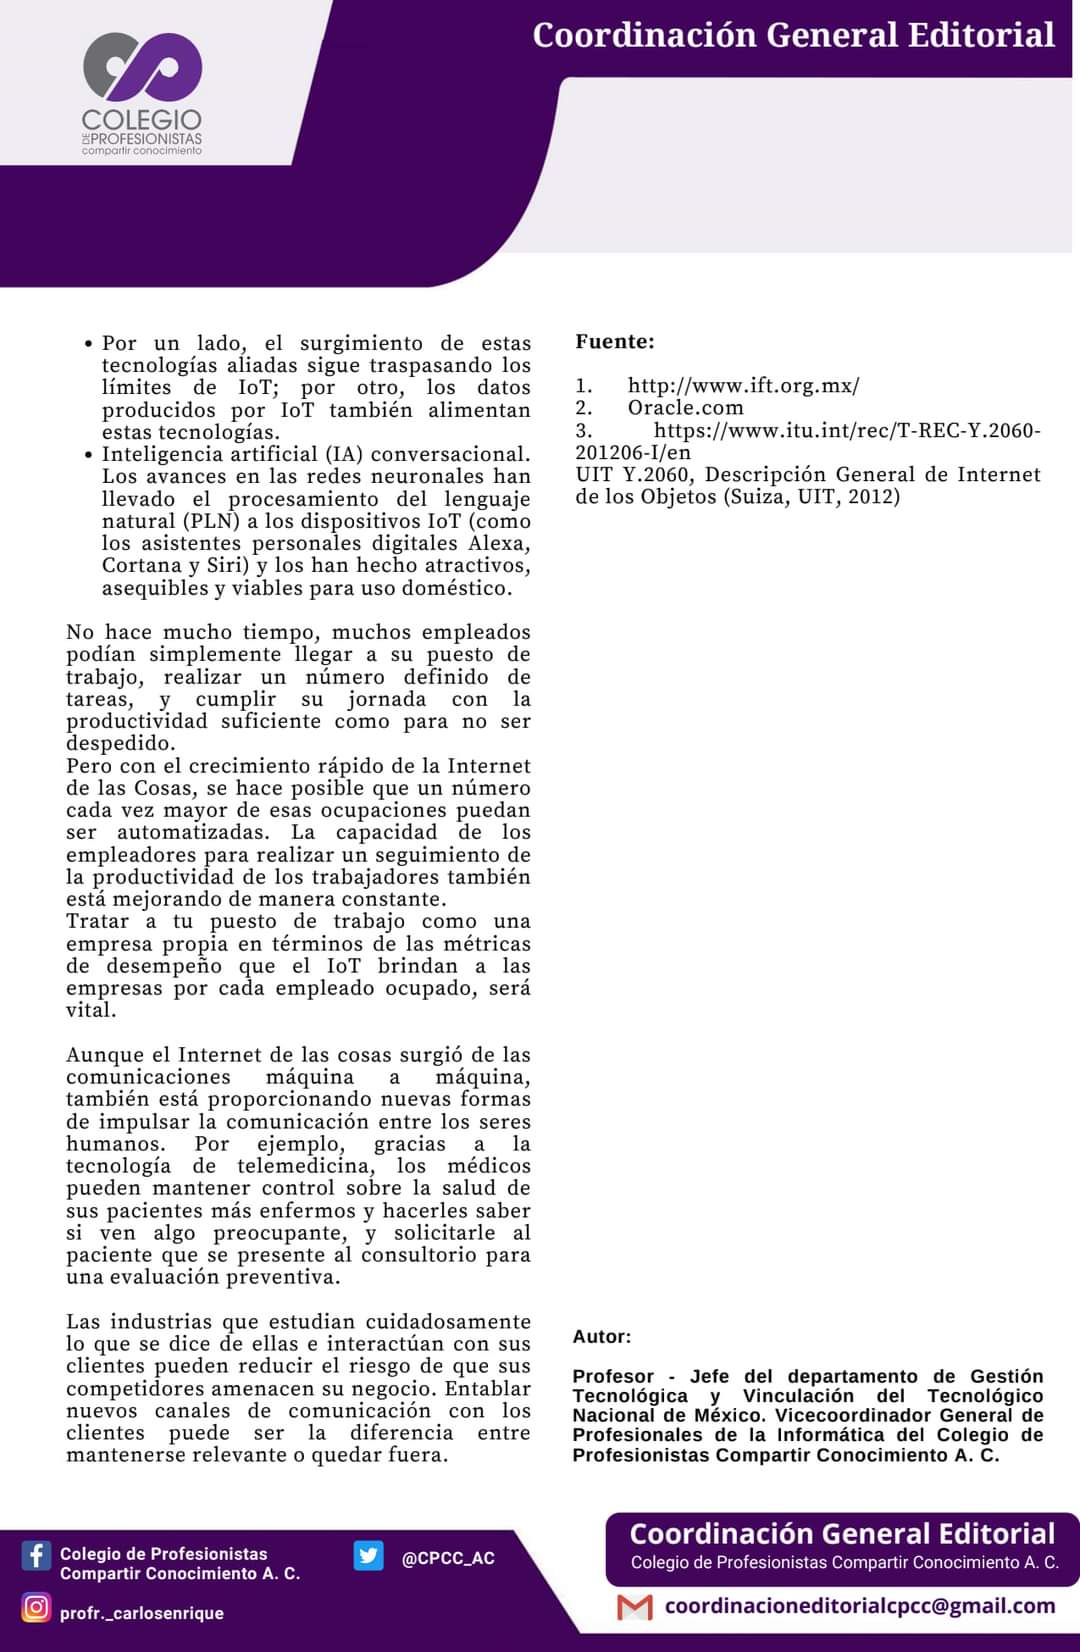 Coordinación General Editorial
COLEGIO
DE PROFESIONISTAS
compartir conocimiento
• Por un lado, el surgimiento de estas
tecnologías aliadas sigue traspasando los
límites de IoT; por otro, los datos
producidos por IoT también alimentan
estas tecnologías.
• Inteligencia artificial (IA) conversacional.
Los avances en las redes neuronales han
llevado el procesamiento del lenguaje
natural (PLN) a los dispositivos IoT (como
los asistentes personales digitales Alexa,
Cortana y Siri) y los han hecho atractivos,
asequibles y viables para uso doméstico.
No hace mucho tiempo, muchos empleados
podían simplemente llegar a su puesto de
trabajo, realizar un número definido de
tareas, y cumplir su jornada con la
productividad suficiente como para no ser
despedido.
Pero con el crecimiento rápido de la Internet
de las Cosas, se hace posible que un número
cada vez mayor de esas ocupaciones puedan
ser automatizadas. La capacidad de los
empleadores para realizar un seguimiento de
la productividad de los trabajadores también
está mejorando de manera constante.
Tratar a tu puesto de trabajo como una
empresa propia en términos de las métricas
de desempeño que el IoT brindan a las
empresas por cada empleado ocupado, será
vital.
Aunque el Internet de las cosas surgió de las
comunicaciones máquina a máquina,
también está proporcionando nuevas formas
de impulsar la comunicación entre los seres
humanos. Por ejemplo, gracias a la
tecnología de telemedicina, los médicos
pueden mantener control sobre la salud de
sus pacientes más enfermos y hacerles saber
si ven algo preocupante, y solicitarle al
paciente que se presente al consultorio para
una evaluación preventiva.
Las industrias que estudian cuidadosamente
lo que se dice de ellas e interactúan con sus
clientes pueden reducir el riesgo de que sus
competidores amenacen su negocio. Entablar
nuevos canales de comunicación con los
clientes puede ser la diferencia entre
mantenerse relevante o quedar fuera.
Fuente:
1. http://www.ift.org.mx/
2. Oracle.com
3. https://www.itu.int/rec/T-REC-Y.2060-
201206-I/en
UIT Y.2060, Descripción General de Internet
de los Objetos (Suiza, UIT, 2012)
Autor:
Profesor - Jefe del departamento de Gestión
Tecnológica y Vinculación del Tecnológico
Nacional de México. Vicecoordinador General de
Profesionales de la Informática del Colegio de
Profesionistas Compartir Conocimiento A. C.
Colegio de Profesionistas
Compartir Conocimiento A. C.
@CPCC_AC
profr._carlosenrique
Coordinación General Editorial
Colegio de Profesionistas Compartir Conocimiento A. C.
coordinacioneditorialcpcc@gmail.com